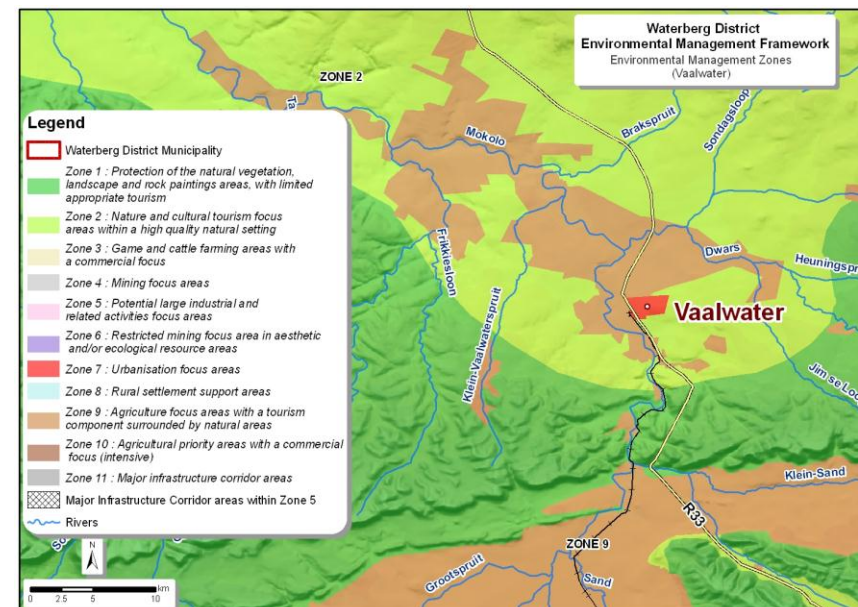 Waterberg District
Environmental Management Framework
Environmental Management Zones
(Vaalwater)
ZONE 2
Mokolo
Brakspruit
Sondagsloop
Legend
Waterberg District Municipality
Zone 1 : Protection of the natural vegetation,
landscape and rock paintings areas, with limited
appropriate tourism
Zone 2 : Nature and cultural tourism focus
areas within a high quality natural setting
Zone 3 : Game and cattle farming areas with
a commercial focus
Zone 4 : Mining focus areas
Zone 5 : Potential large industrial and
related activities focus areas
Zone 6 : Restricted mining focus area in aesthetic
and/or ecological resource areas
Zone 7 : Urbanisation focus areas
Zone 8 : Rural settlement support areas
Zone 9 : Agriculture focus areas with a tourism
component surrounded by natural areas
Zone 10 : Agricultural priority areas with a commercial
focus (intensive)
Zone 11 : Major infrastructure corridor areas
Major Infrastructure Corridor areas within Zone 5
Rivers
Frikkiesloon
Klein-Vaalwaterspruit
Dwars
Heuningspr
Vaalwater
Jim se Loo
Klein-Sand
R33
ZONE 9
Grootspruit
Sand
N
km
0 2.5 5 10